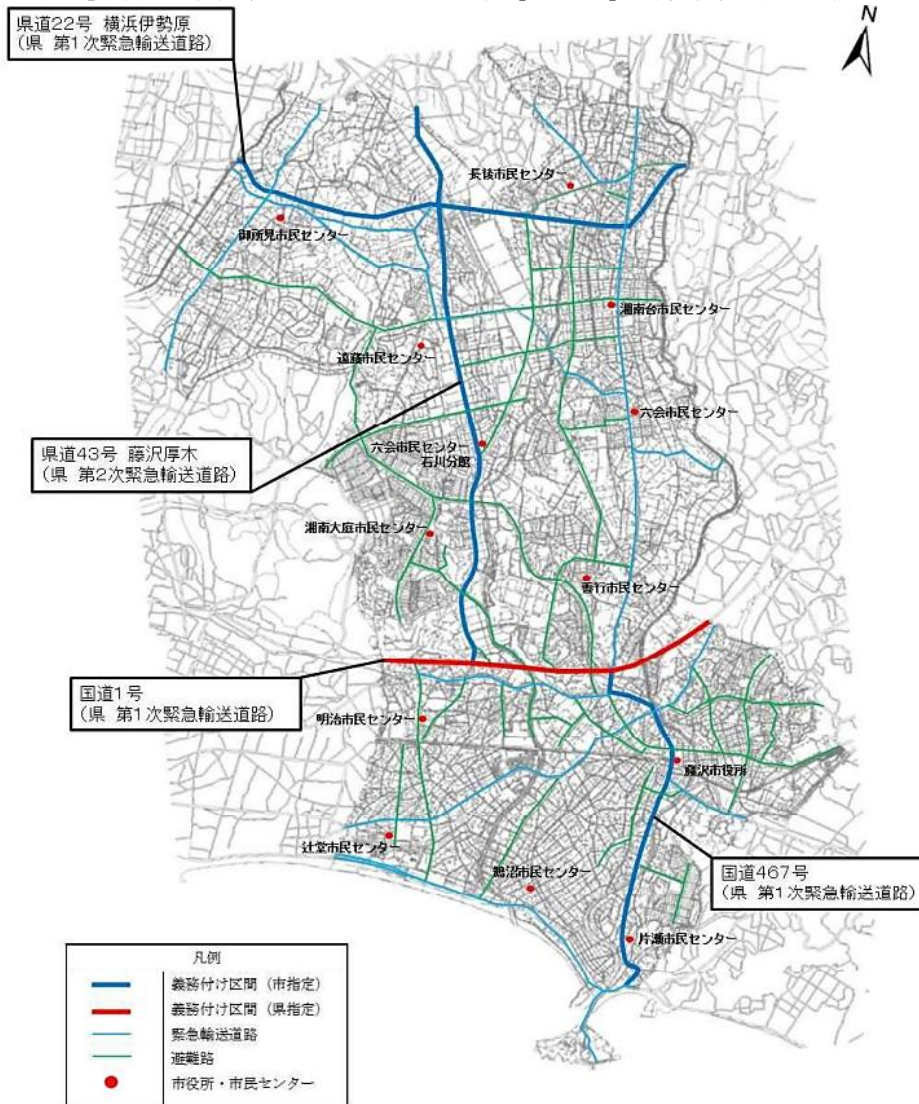 県道22号 横浜伊勢原
(県 第1次緊急輸送道路)
N
長後市民センター
御所見市民センター
湘南台市民センター
遠藤市民センター
六会市民センター
県道43号 藤沢厚木
(県 第2次緊急輸送道路)
六会市民センター
石川分館
湘南大庭市民センター
善行市民センター
国道1号
(県 第1次緊急輸送道路)
明治市民センター
藤沢市役所
辻堂市民センター
鵠沼市民センター
国道467号
(県 第1次緊急輸送道路)
片瀬市民センター
凡例
義務付け区間(市指定)
義務付け区間(県指定)
緊急輸送道路
避難路
市役所・市民センター